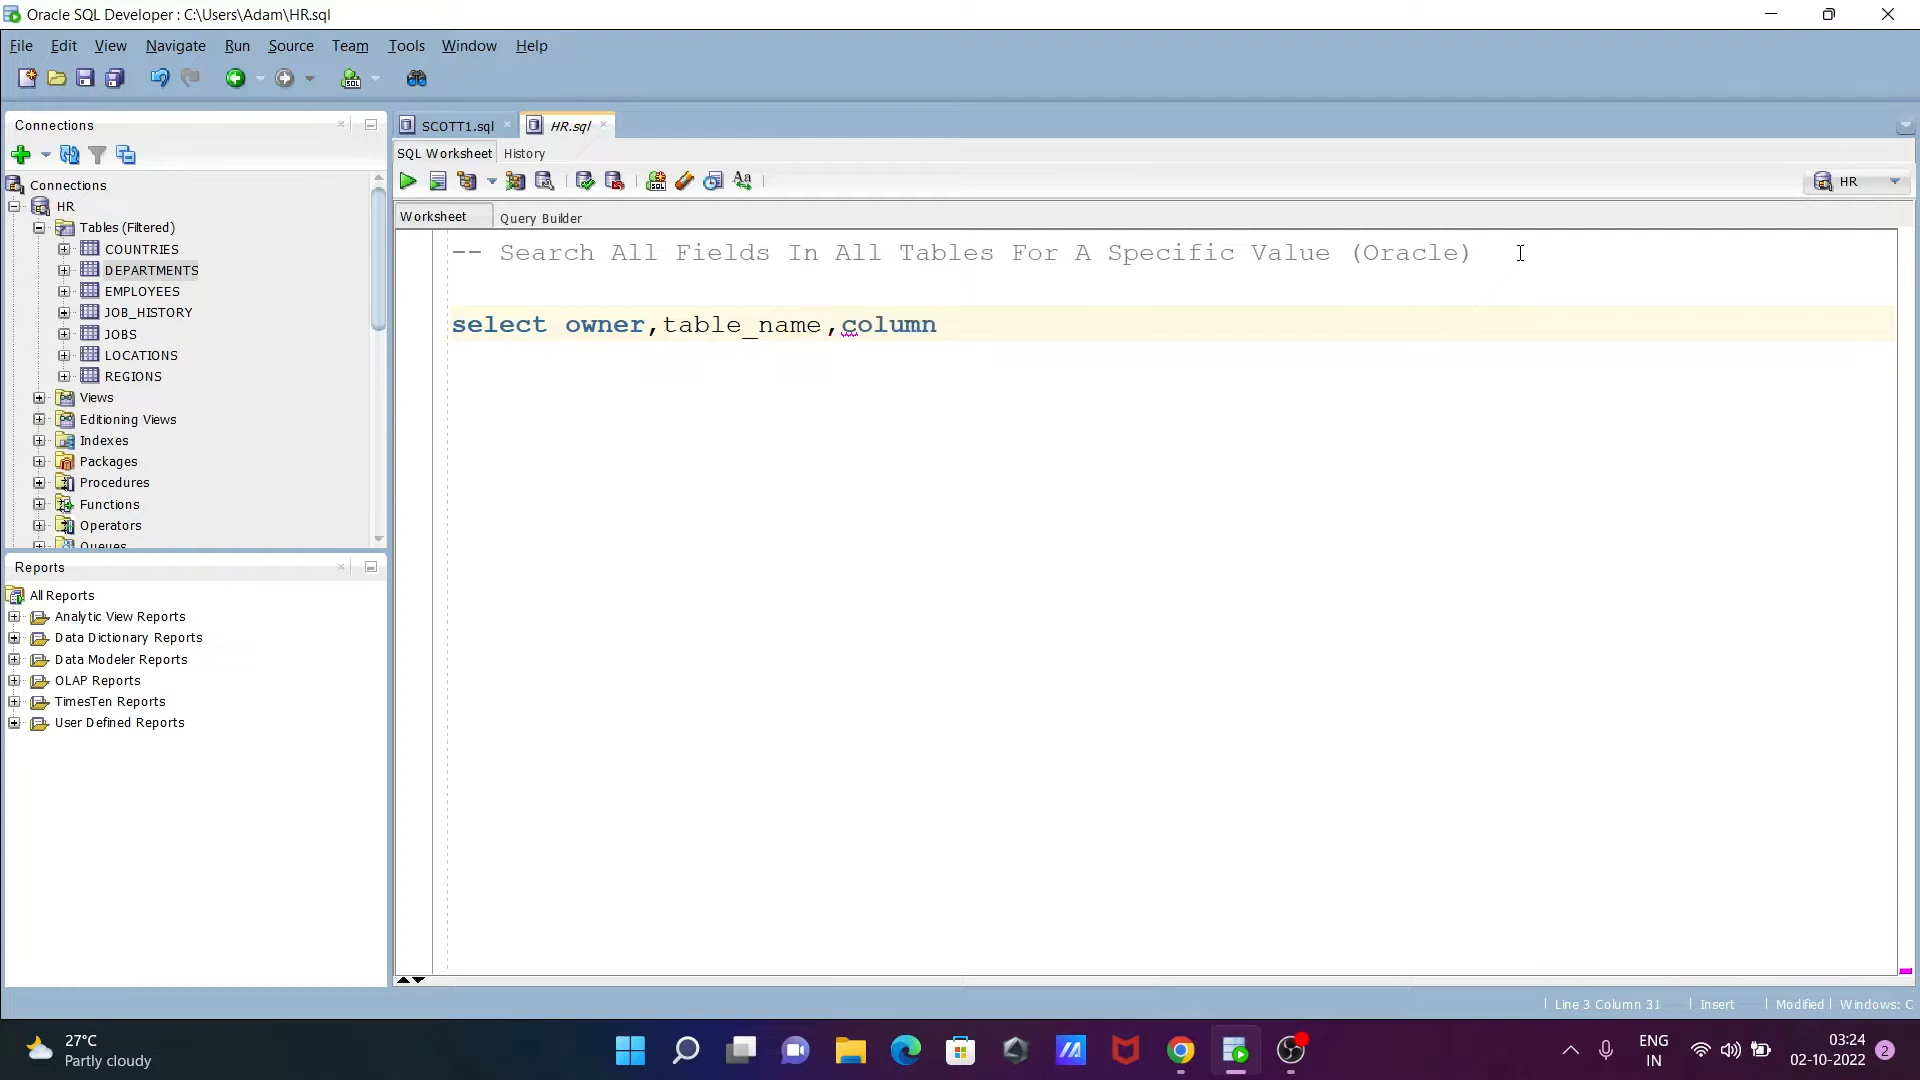 Oracle SQL Developer : C:\Users\Adam\HR.sql
File Edit View Navigate Run Source Team Tools Window Help
Connections
Connections
HR
Tables (Filtered)
COUNTRIES
DEPARTMENTS
EMPLOYEES
JOB_HISTORY
JOBS
LOCATIONS
REGIONS
Views
Editioning Views
Indexes
Packages
Procedures
Functions
Operators
Queues
Reports
All Reports
Analytic View Reports
Data Dictionary Reports
Data Modeler Reports
OLAP Reports
TimesTen Reports
User Defined Reports
SCOTT1.sql HR.sql
SQL Worksheet History
HR
Worksheet Query Builder
-- Search All Fields In All Tables For A Specific Value (Oracle)
select owner,table_name,column
Line 3 Column 31 Insert Modified Windows: C
27°C
Partly cloudy
ENG
IN
03:24
02-10-2022
2